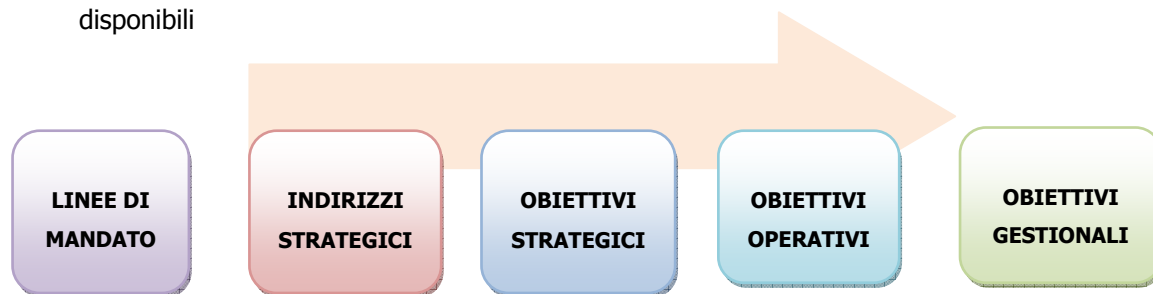 disponibili
LINEE DI
MANDATO
INDIRIZZI
STRATEGICI
OBIETTIVI
STRATEGICI
OBIETTIVI
OPERATIVI
OBIETTIVI
GESTIONALI